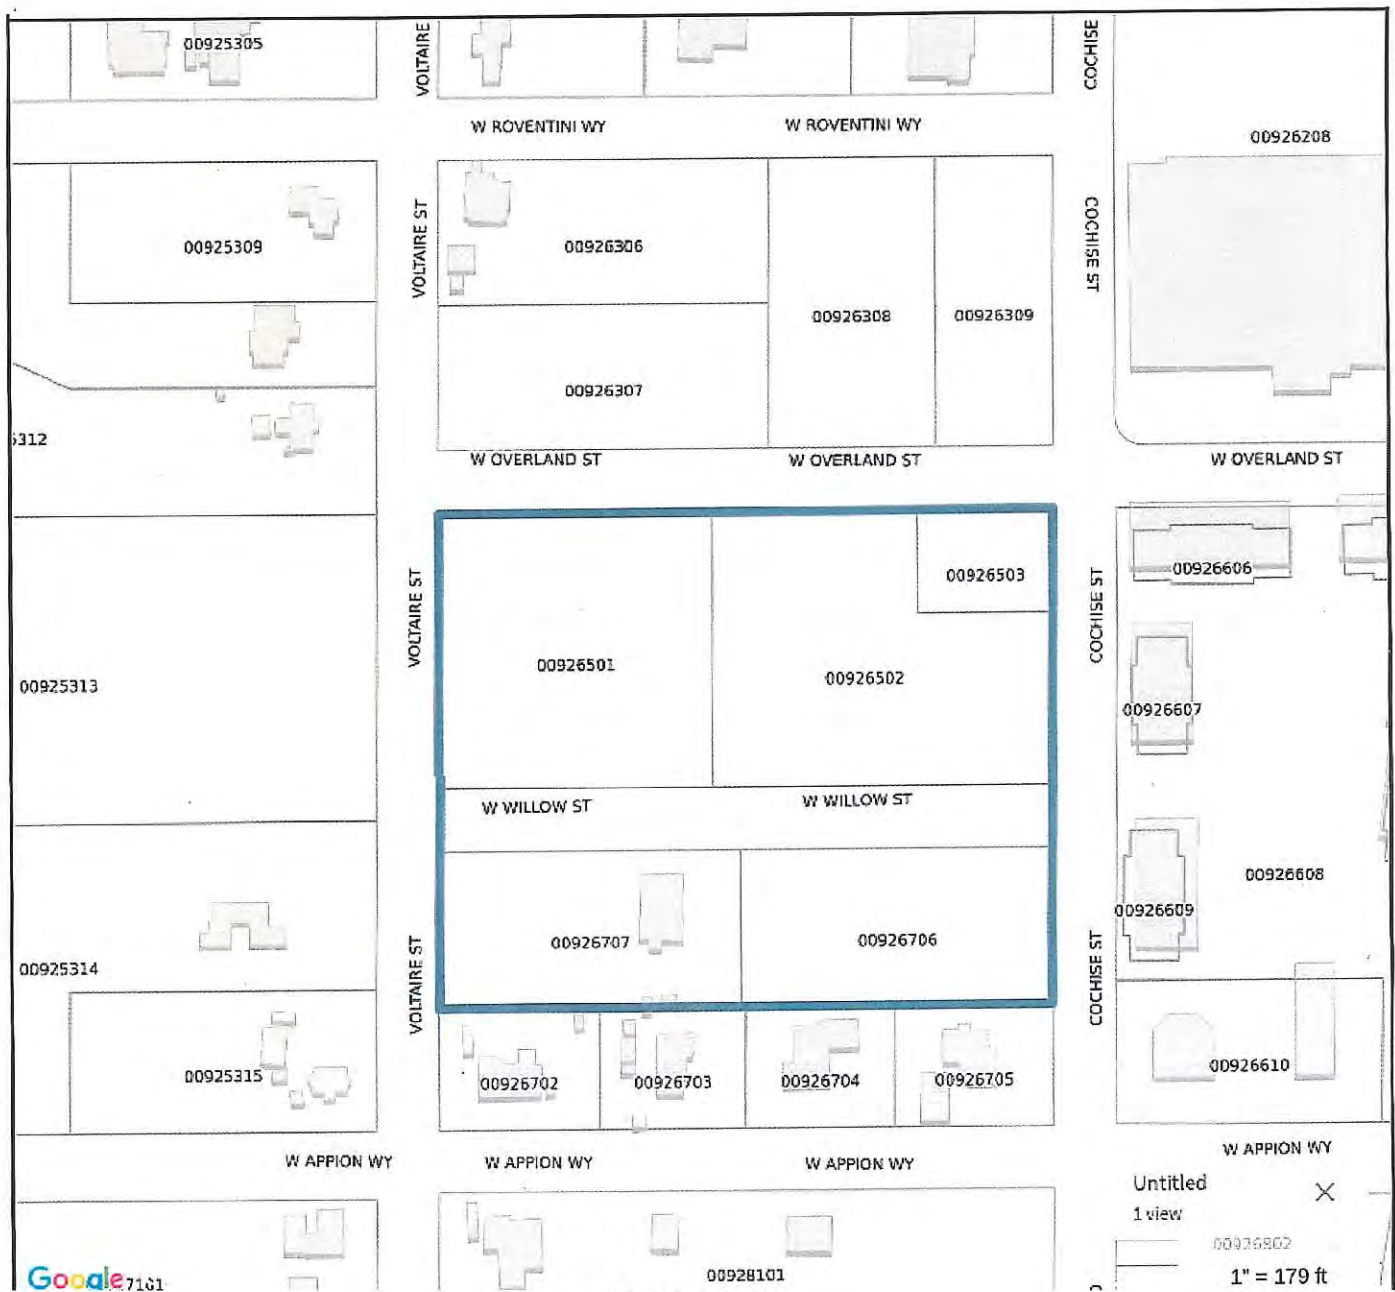 00925305
VOLTAIRE
COCHISE
W ROVENTINI WY
W ROVENTINI WY
00926208
00925309
VOLTAIRE ST
00926306
COCHISE ST
00926308
00926309
00926307
5312
W OVERLAND ST
W OVERLAND ST
W OVERLAND ST
00926606
00926503
VOLTAIRE ST
COCHISE ST
00926501
00926502
00925313
00926607
W WILLOW ST
W WILLOW ST
00926608
00926609
00926707
00926706
00925314
VOLTAIRE ST
COCHISE ST
00925315
00926702
00926703
00926704
00926705
00926610
W APPION WY
W APPION WY
W APPION WY
W APPION WY
Untitled
1 view
00926802
00928101
1" = 179 ft
Google
7101